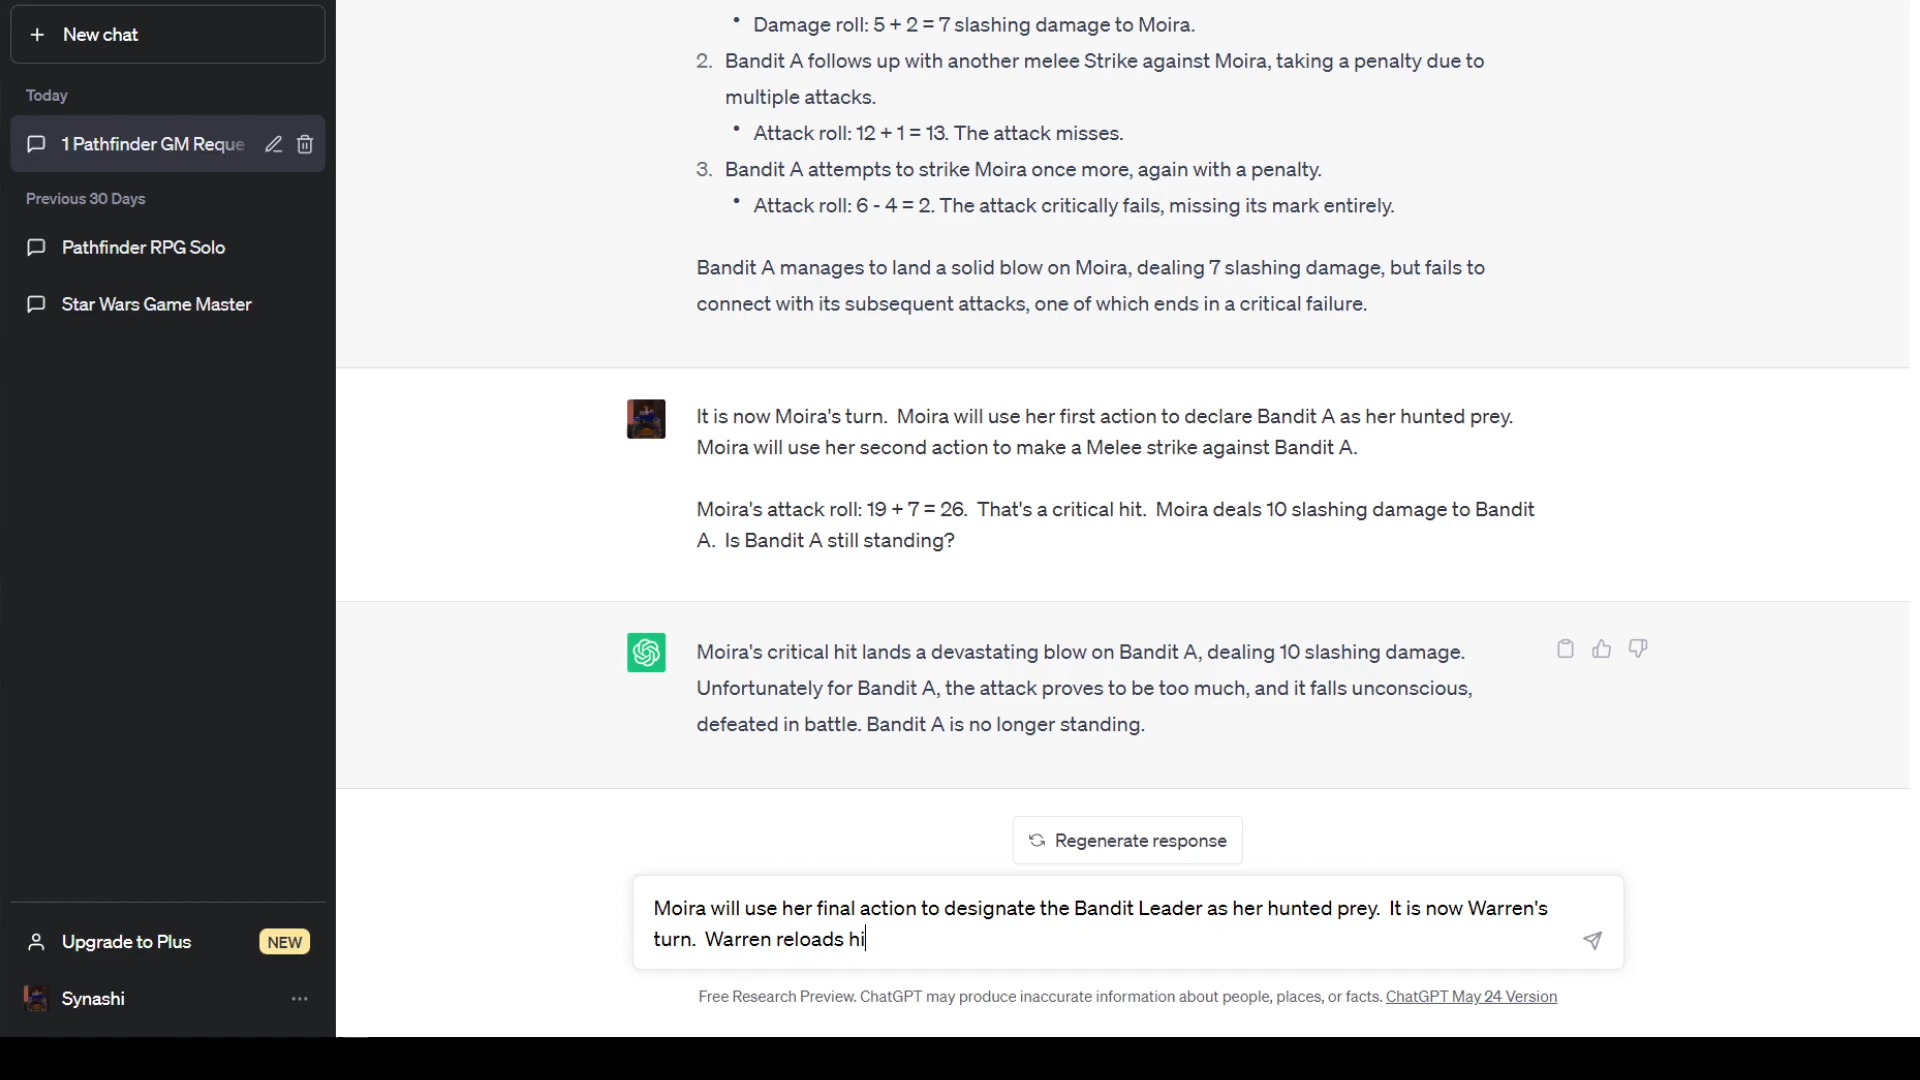 New chat
Today
1 Pathfinder GM Reque
Previous 30 Days
Pathfinder RPG Solo
Star Wars Game Master
Upgrade to Plus NEW
Synashi
• Damage roll: 5 + 2 = 7 slashing damage to Moira.
2. Bandit A follows up with another melee Strike against Moira, taking a penalty due to
multiple attacks.
• Attack roll: 12 + 1 = 13. The attack misses.
3. Bandit A attempts to strike Moira once more, again with a penalty.
• Attack roll: 6 - 4 = 2. The attack critically fails, missing its mark entirely.
Bandit A manages to land a solid blow on Moira, dealing 7 slashing damage, but fails to
connect with its subsequent attacks, one of which ends in a critical failure.
It is now Moira's turn.  Moira will use her first action to declare Bandit A as her hunted prey.
Moira will use her second action to make a Melee strike against Bandit A.
Moira's attack roll: 19 + 7 = 26.  That's a critical hit.  Moira deals 10 slashing damage to Bandit
A.  Is Bandit A still standing?
Moira's critical hit lands a devastating blow on Bandit A, dealing 10 slashing damage.
Unfortunately for Bandit A, the attack proves to be too much, and it falls unconscious,
defeated in battle. Bandit A is no longer standing.
Regenerate response
Moira will use her final action to designate the Bandit Leader as her hunted prey.  It is now Warren's
turn.  Warren reloads hi
Free Research Preview. ChatGPT may produce inaccurate information about people, places, or facts. ChatGPT May 24 Version